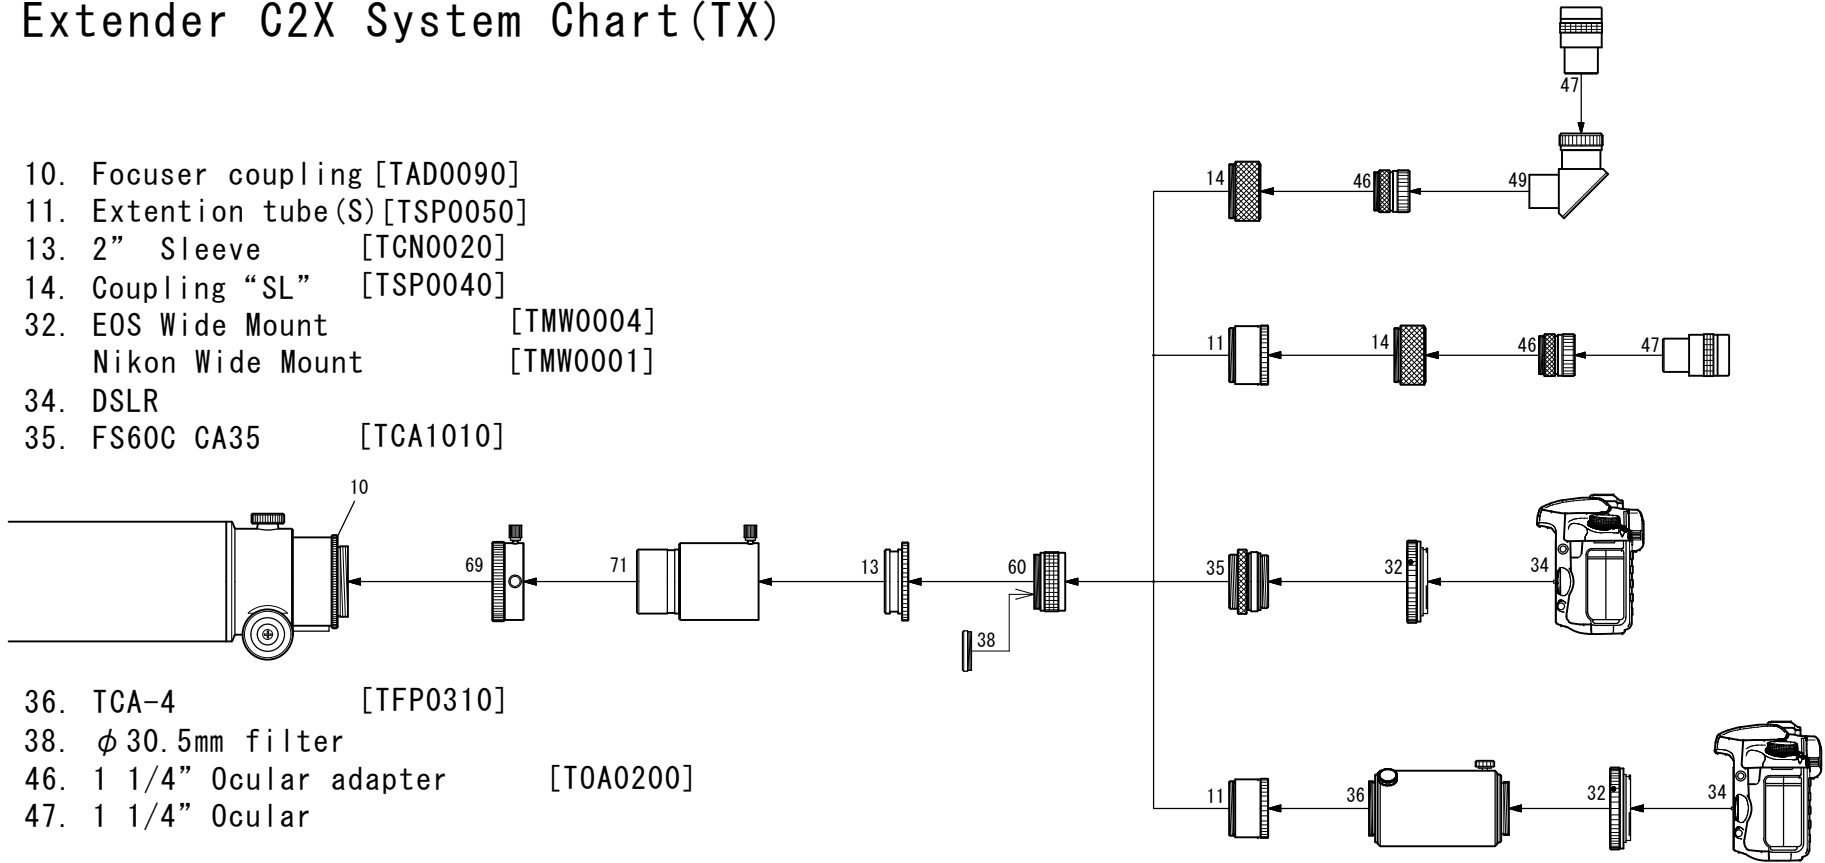 Extender C2X System Chart(TX)
10. Focuser coupling[TAD0090]
11. Extention tube(S)[TSP0050]
13. 2” Sleeve [TCN0020]
14. Coupling “SL” [TSP0040]
32. EOS Wide Mount [TMW0004]
Nikon Wide Mount [TMW0001]
34. DSLR
35. FS60C CA35 [TCA1010]
47
14
46
49
11
14
46
47
10
69
71
13
60
35
32
34
38
36. TCA-4 [TFP0310]
38. φ30.5mm filter
46. 1 1/4” Ocular adapter [TOA0200]
47. 1 1/4” Ocular
11
36
32
34